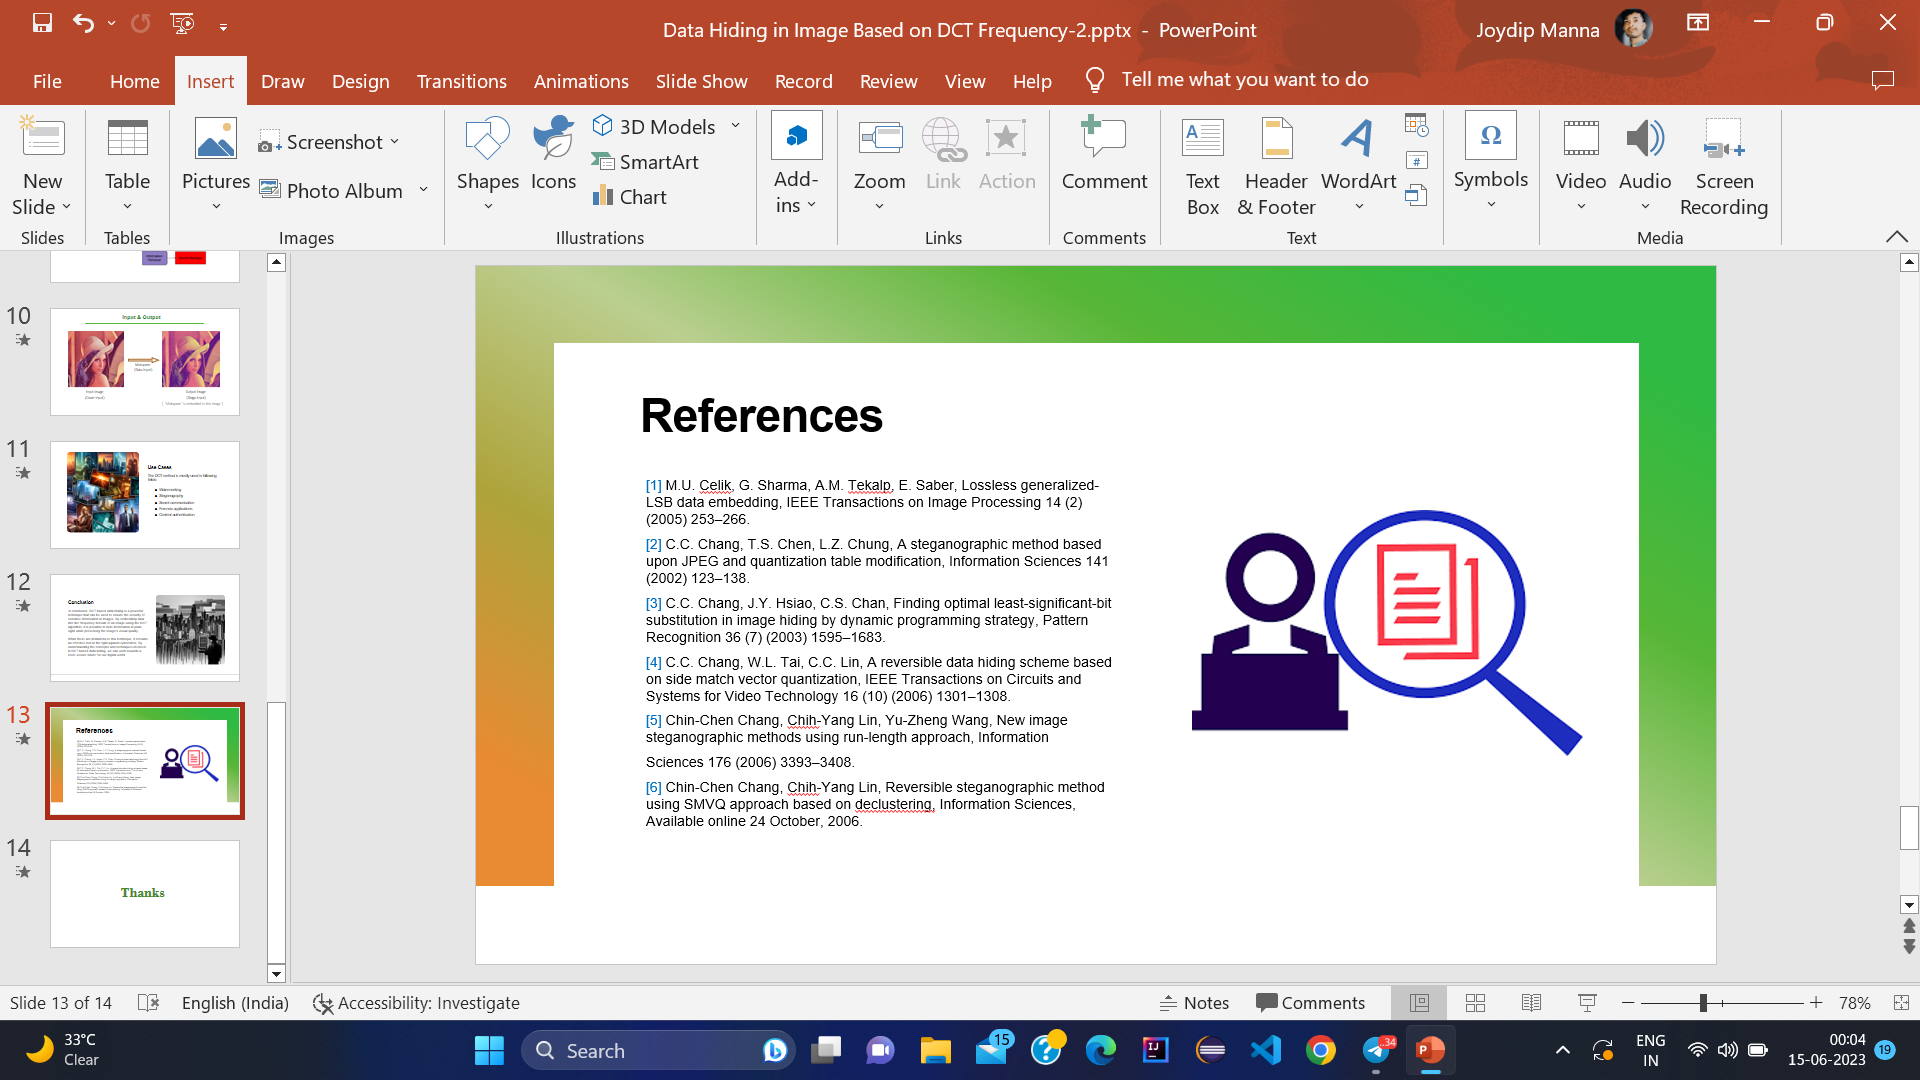 Data Hiding in Image Based on DCT Frequency-2.pptx - PowerPoint
Joydip Manna
File Home Insert Draw Design Transitions Animations Slide Show Record Review View Help Tell me what you want to do
New Slide
Slides
Table
Tables
Pictures
Screenshot
Photo Album
Images
Shapes
Icons
3D Models
SmartArt
Chart
Illustrations
Add-ins
Zoom
Link
Action
Links
Comment
Comments
Text Box
Header & Footer
WordArt
Text
Symbols
Video
Audio
Screen Recording
Media
10
Input & Output
11
Use Cases
12
Conclusion
13
References
14
Thanks
References
[1] M.U. Celik, G. Sharma, A.M. Tekalp, E. Saber, Lossless generalized-
LSB data embedding, IEEE Transactions on Image Processing 14 (2)
(2005) 253–266.
[2] C.C. Chang, T.S. Chen, L.Z. Chung, A steganographic method based
upon JPEG and quantization table modification, Information Sciences 141
(2002) 123–138.
[3] C.C. Chang, J.Y. Hsiao, C.S. Chan, Finding optimal least-significant-bit
substitution in image hiding by dynamic programming strategy, Pattern
Recognition 36 (7) (2003) 1595–1683.
[4] C.C. Chang, W.L. Tai, C.C. Lin, A reversible data hiding scheme based
on side match vector quantization, IEEE Transactions on Circuits and
Systems for Video Technology 16 (10) (2006) 1301–1308.
[5] Chin-Chen Chang, Chih-Yang Lin, Yu-Zheng Wang, New image
steganographic methods using run-length approach, Information
Sciences 176 (2006) 3393–3408.
[6] Chin-Chen Chang, Chih-Yang Lin, Reversible steganographic method
using SMVQ approach based on declustering, Information Sciences,
Available online 24 October, 2006.
Slide 13 of 14 English (India) Accessibility: Investigate Notes Comments 78%
33°C
Clear
Search
15
34
ENG
IN
00:04
15-06-2023
19